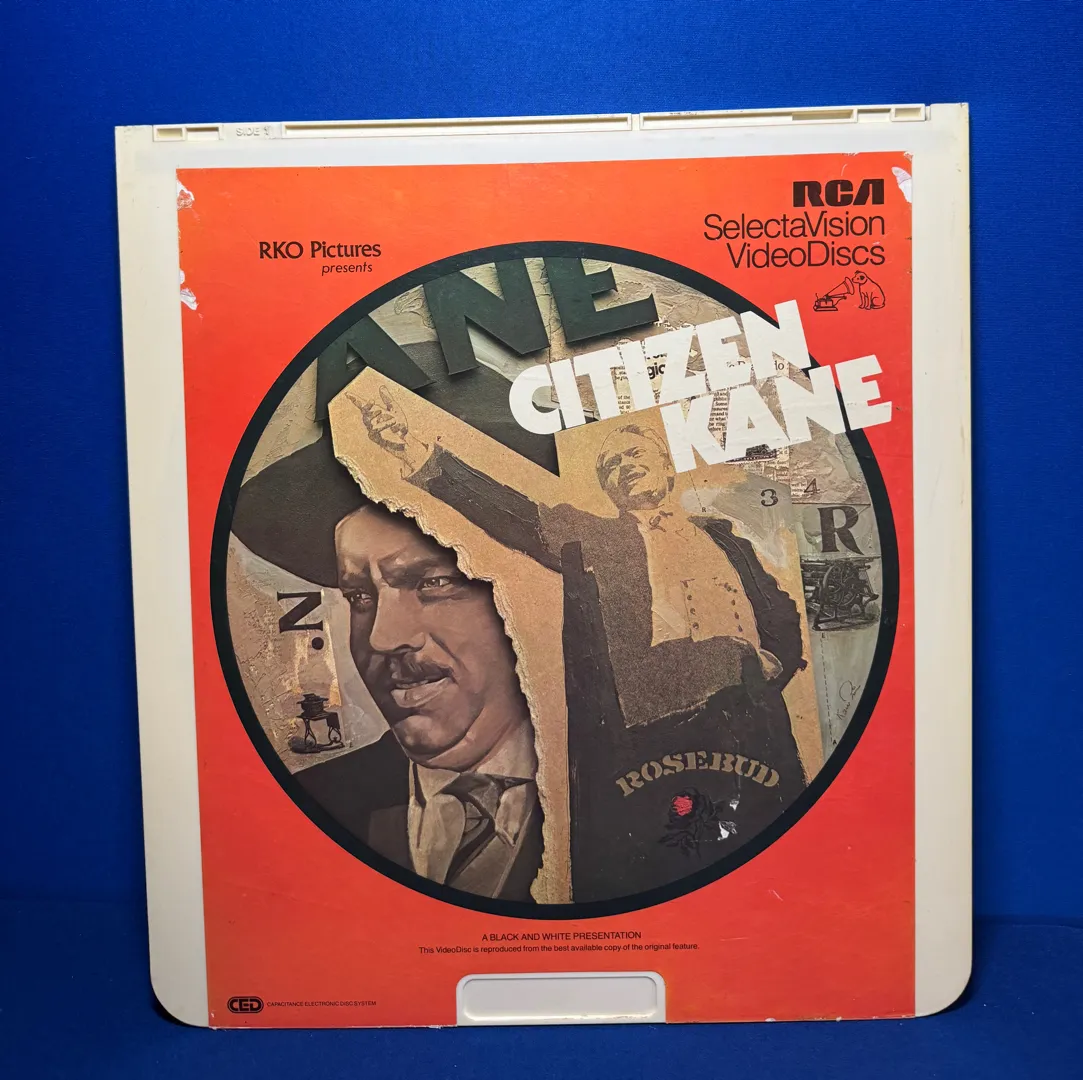 SIDE 1
RCA
SelectaVision
VideoDiscs
RKO Pictures
presents
ANE
CITIZEN
KANE
3 4
R
N.
ROSEBUD
A BLACK AND WHITE PRESENTATION
This VideoDisc is reproduced from the best available copy of the original feature.
CED CAPACITANCE ELECTRONIC DISC SYSTEM